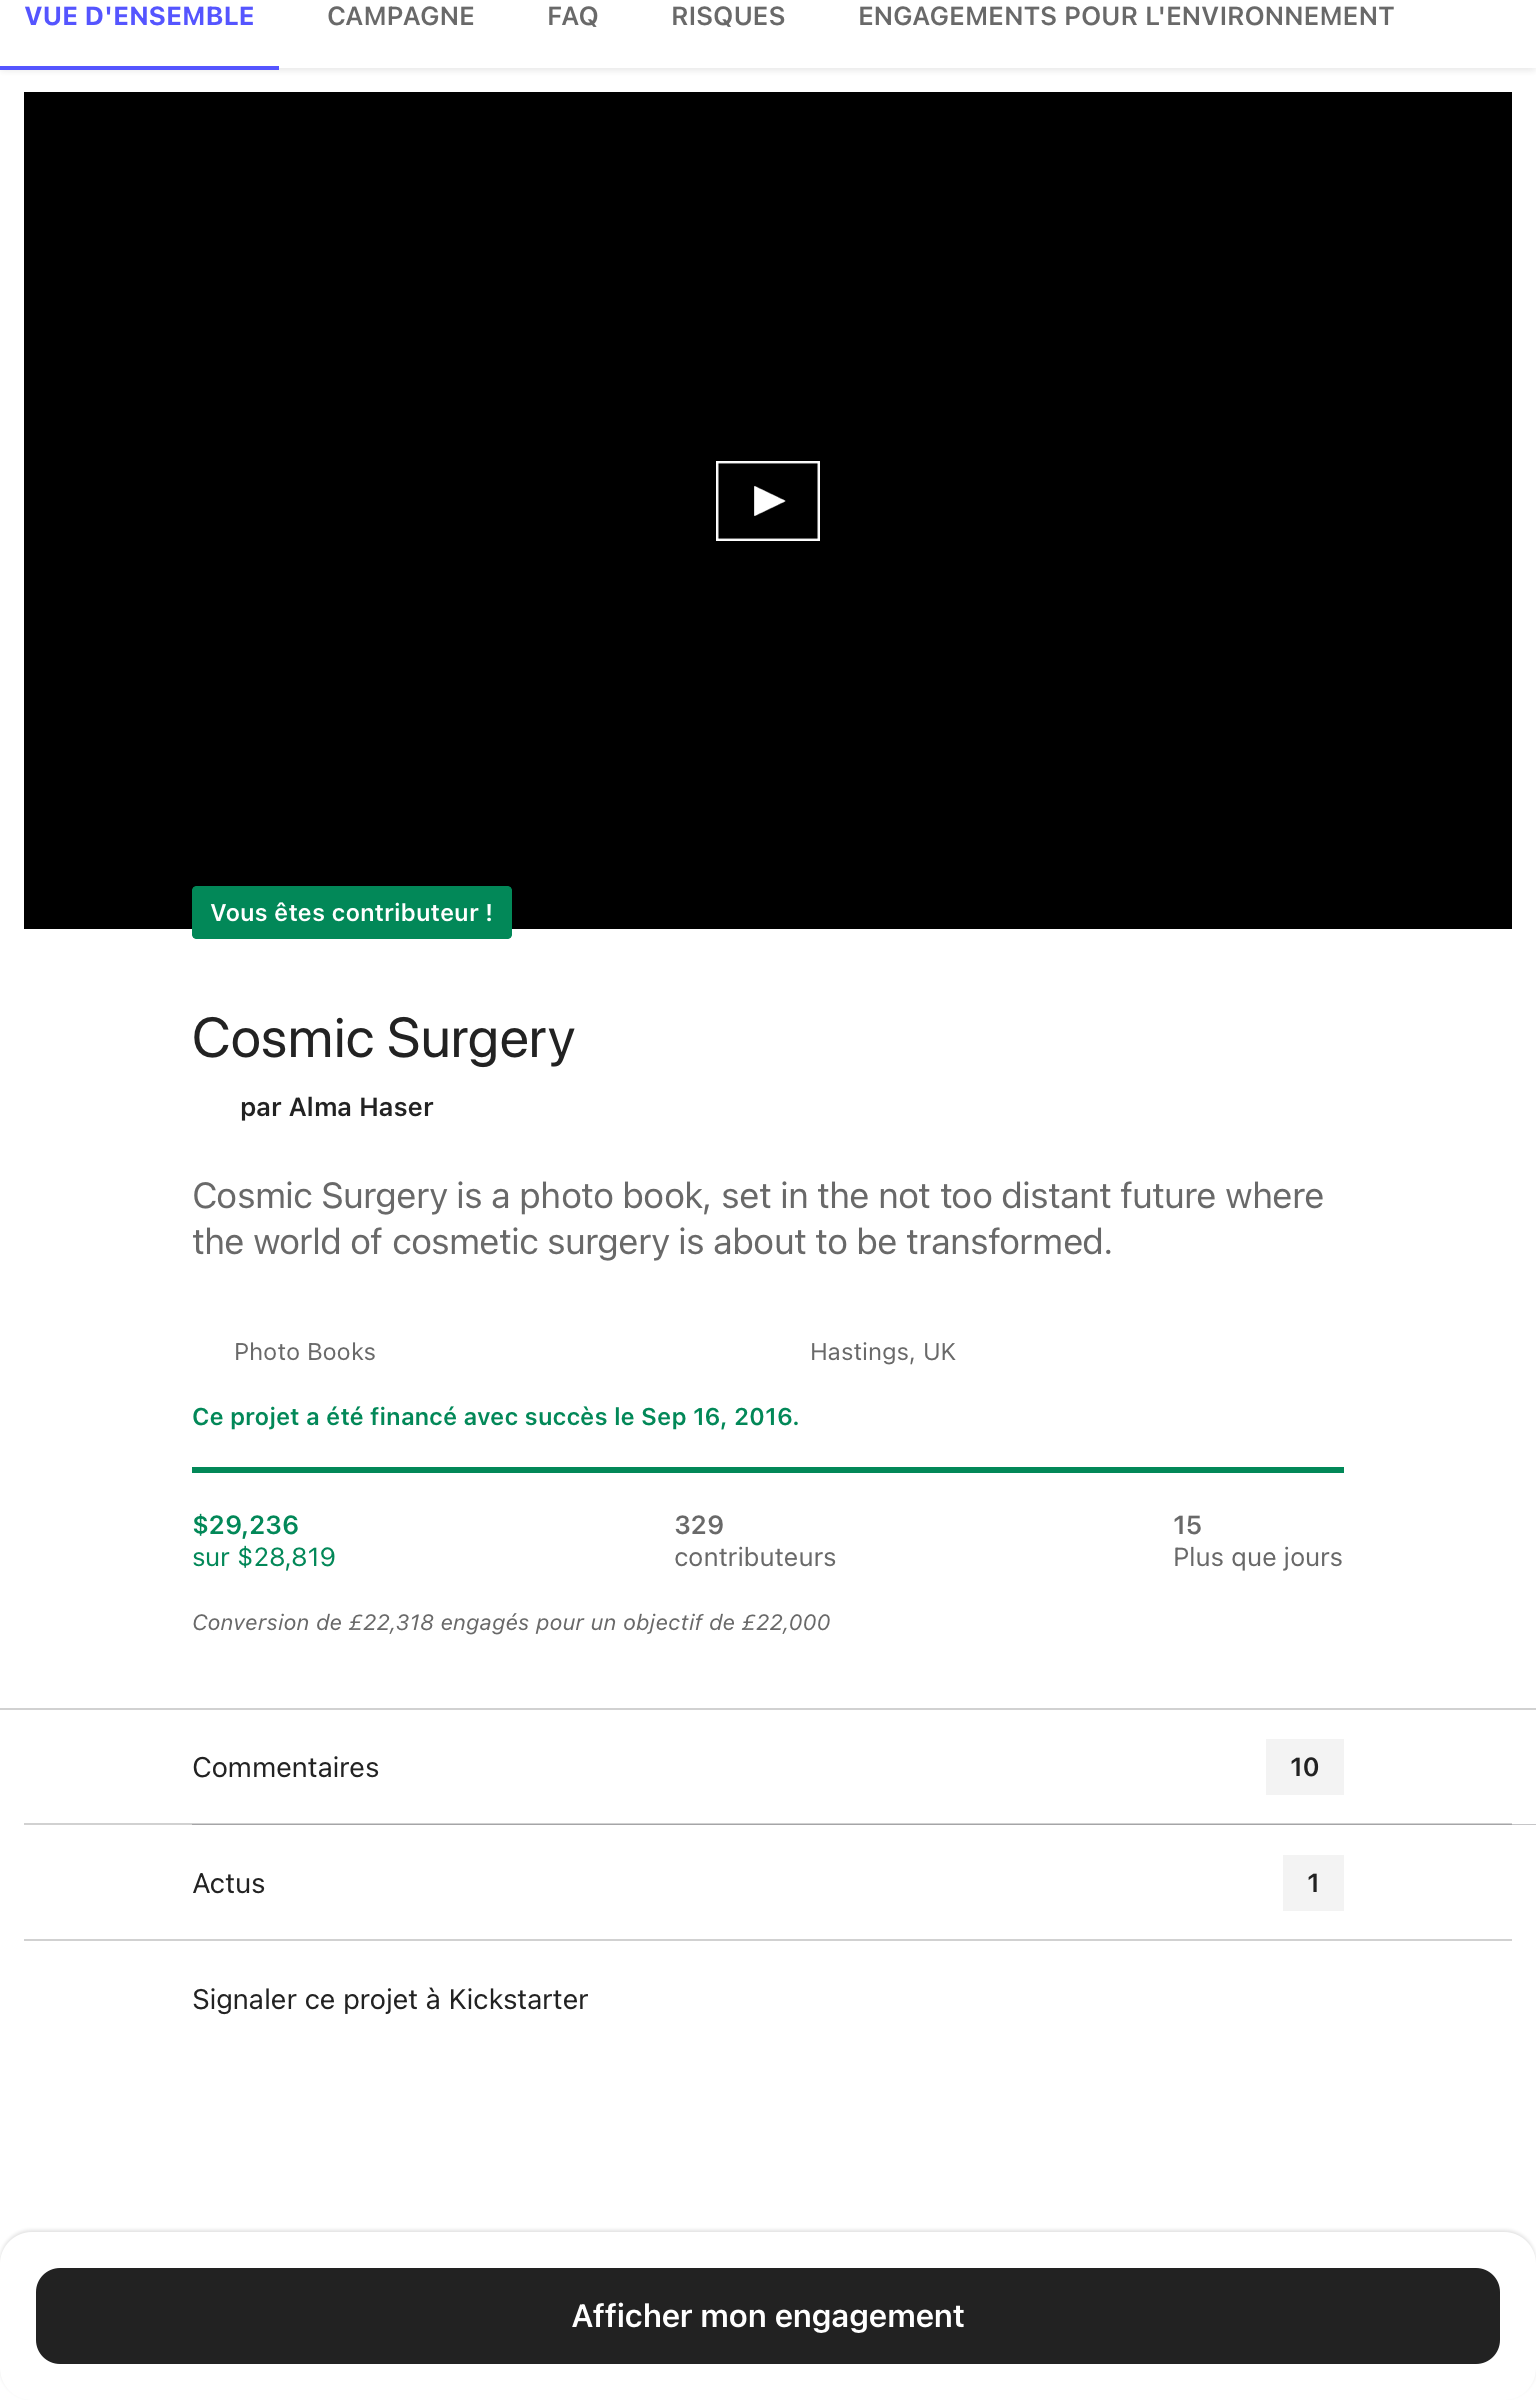 VUE D'ENSEMBLE CAMPAGNE FAQ RISQUES ENGAGEMENTS POUR L'ENVIRONNEMENT
Vous êtes contributeur !
Cosmic Surgery
par Alma Haser
Cosmic Surgery is a photo book, set in the not too distant future where
the world of cosmetic surgery is about to be transformed.
Photo Books Hastings, UK
Ce projet a été financé avec succès le Sep 16, 2016.
$29,236 329 15
sur $28,819 contributeurs Plus que jours
Conversion de £22,318 engagés pour un objectif de £22,000
Commentaires 10
Actus 1
Signaler ce projet à Kickstarter
Afficher mon engagement